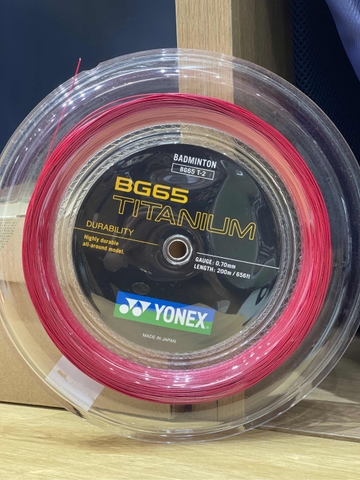 BADMINTON
BG65 T-2
BG65
TITANIUM
DURABILITY
Highly durable
all-around model.
GAUGE : 0.70mm
LENGTH : 200m / 656ft
YONEX
MADE IN JAPAN